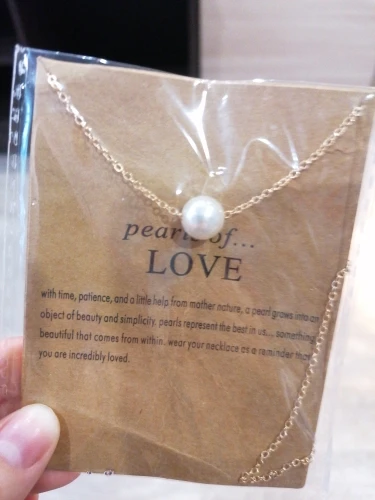 pearls of...
LOVE
with time, patience, and a little help from mother nature, a pearl grows into an
object of beauty and simplicity. pearls represent the best in us.... something
beautiful that comes from within. wear your necklace as a reminder that
you are incredibly loved.